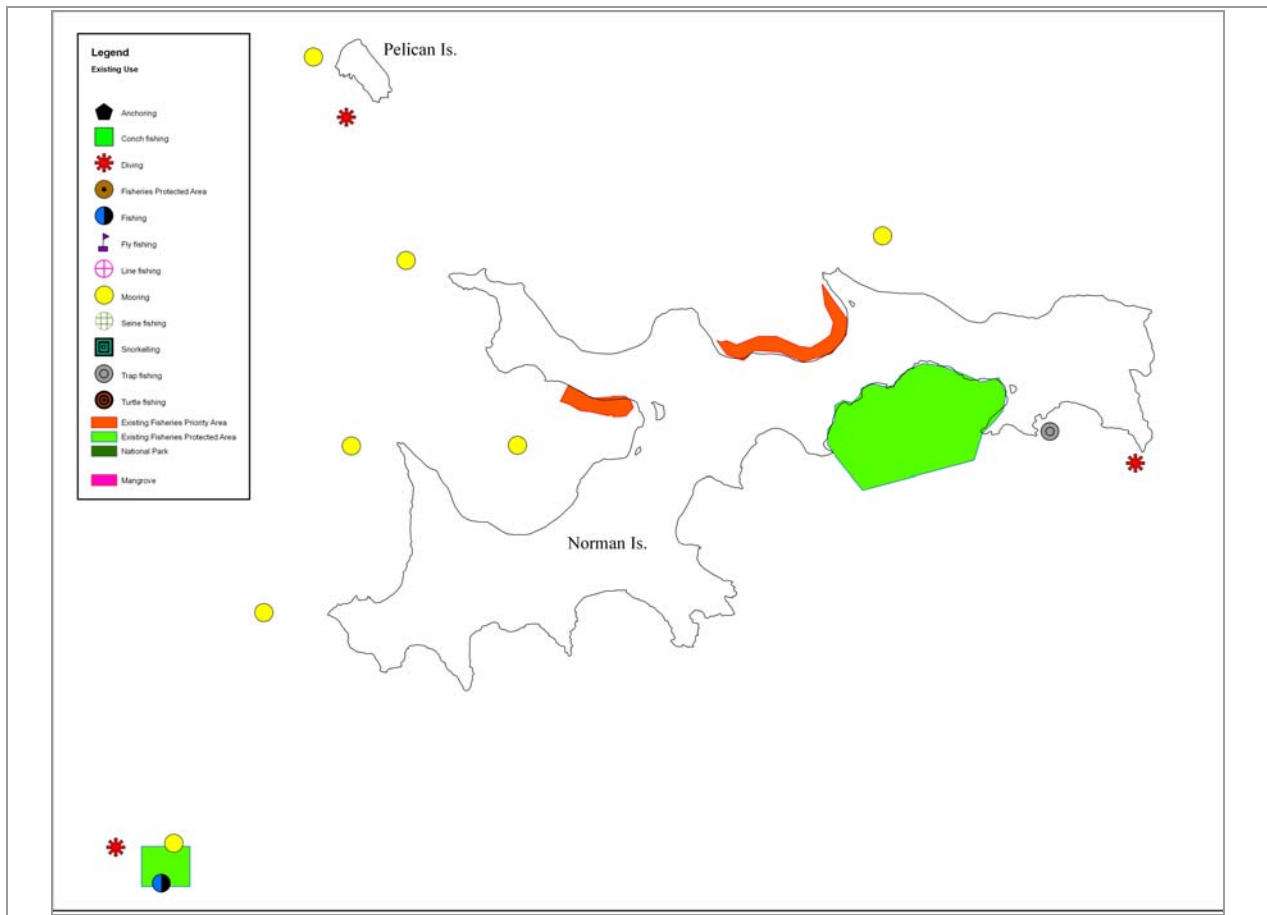 Legend
Existing Use
Anchoring
Conch fishing
Diving
Fisheries Protected Area
Fishing
Fly fishing
Line fishing
Mooring
Seine fishing
Snorkelling
Trap fishing
Turtle fishing
Existing Fisheries Priority Area
Existing Fisheries Protected Area
National Park
Mangrove
Pelican Is.
Norman Is.